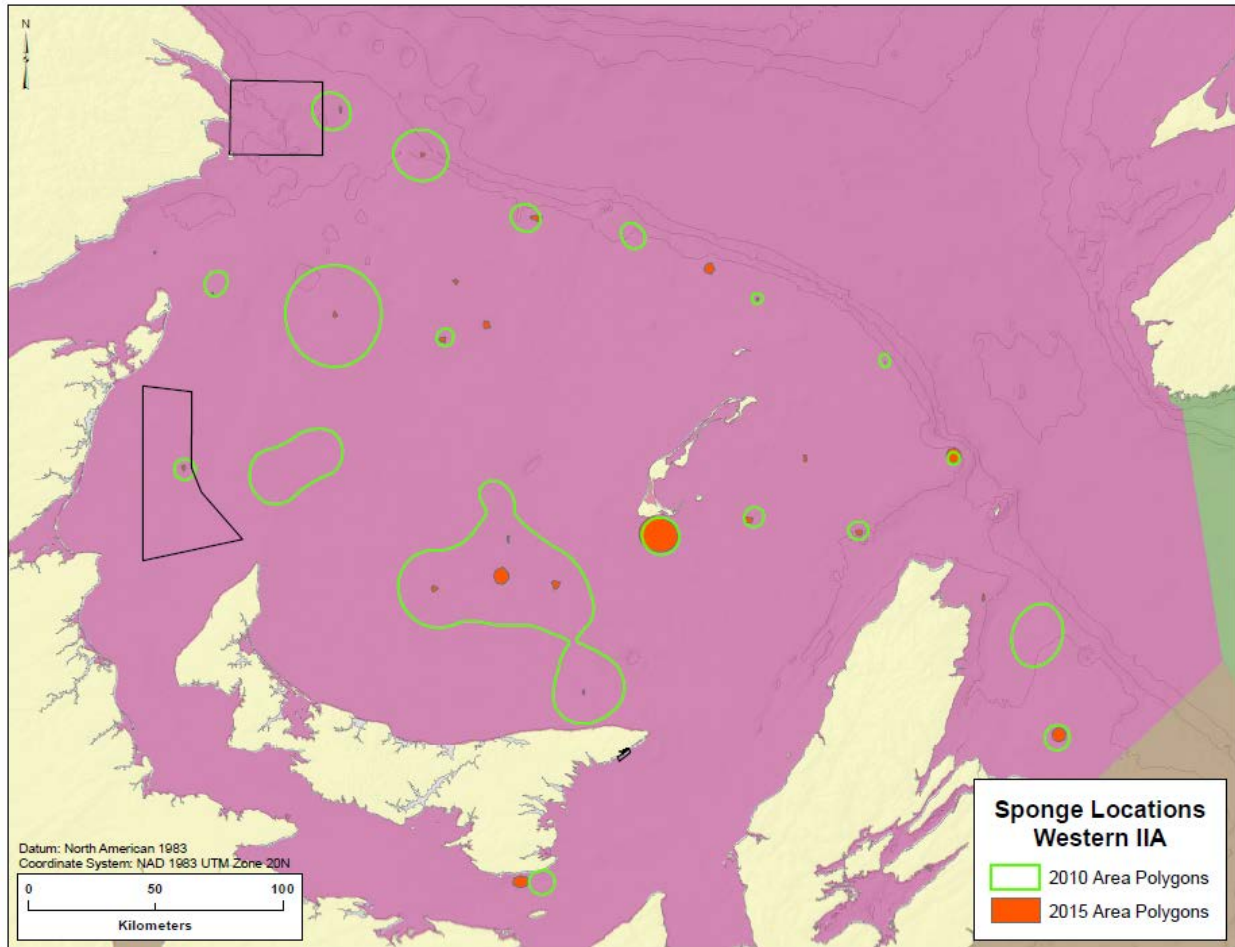 N
Datum: North American 1983
Coordinate System: NAD 1983 UTM Zone 20N
0 50 100
Kilometers
Sponge Locations
Western IIA
2010 Area Polygons
2015 Area Polygons